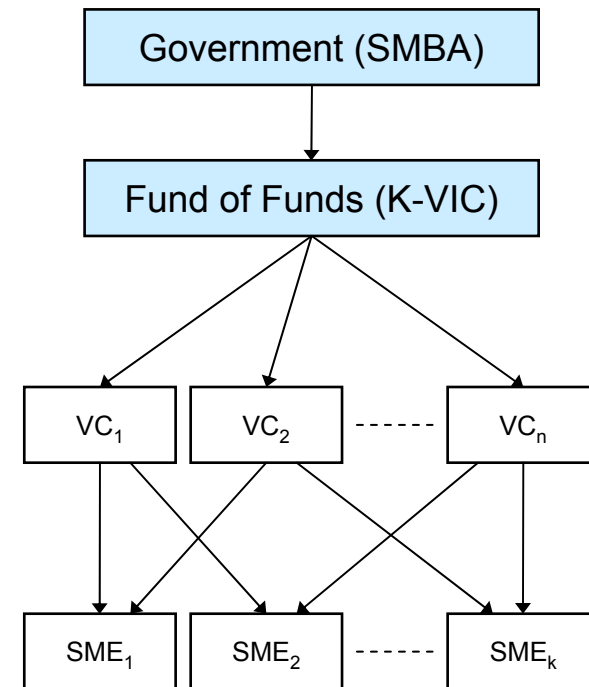 Government (SMBA)
Fund of Funds (K-VIC)
VC₁
VC₂
VCₙ
SME₁
SME₂
SMEₖ